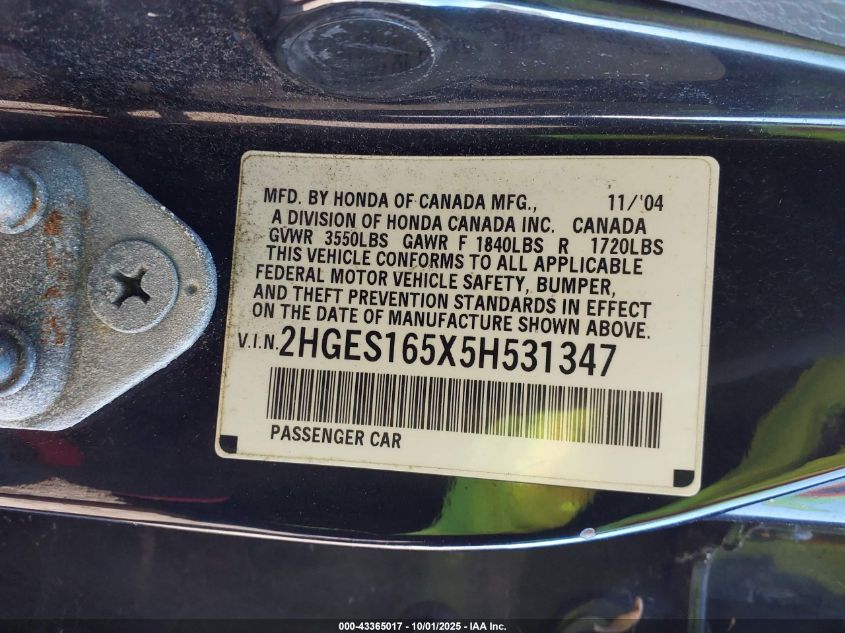 MFD. BY HONDA OF CANADA MFG., 11/'04
A DIVISION OF HONDA CANADA INC. CANADA
GVWR 3550LBS GAWR F 1840LBS R 1720LBS
THIS VEHICLE CONFORMS TO ALL APPLICABLE
FEDERAL MOTOR VEHICLE SAFETY, BUMPER,
AND THEFT PREVENTION STANDARDS IN EFFECT
ON THE DATE OF MANUFACTURE SHOWN ABOVE.
V.I.N. 2HGES165X5H531347
PASSENGER CAR
000-43365017 - 10/01/2025 - IAA Inc.